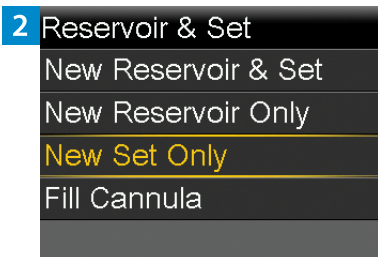 2 Reservoir & Set
New Reservoir & Set
New Reservoir Only
New Set Only
Fill Cannula